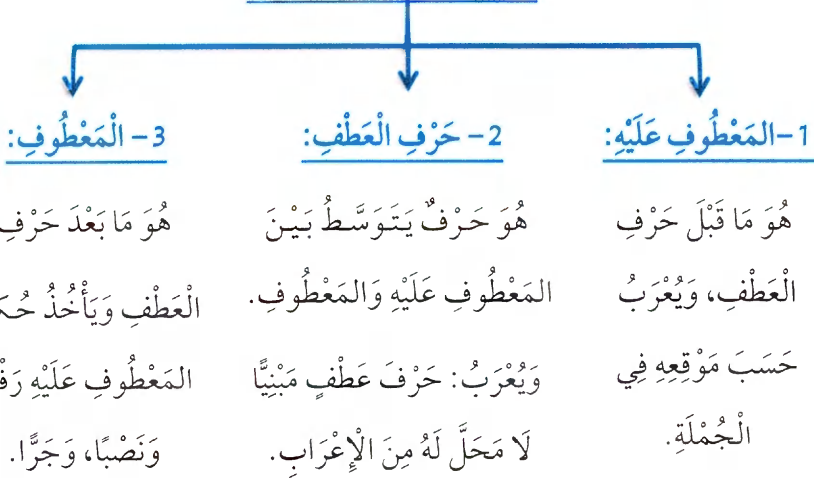 1- المَعْطُوفِ عَلَيْهِ:
هُوَ مَا قَبْلَ حَرْفِ
الْعَطْفِ، وَيُعْرَبُ
حَسَبَ مَوْقِعِهِ فِي
الْجُمْلَةِ.
2- حَرْفِ الْعَطْفِ:
هُوَ حَرْفٌ يَتَوَسَّطُ بَيْنَ
المَعْطُوفِ عَلَيْهِ وَالمَعْطُوفِ.
وَيُعْرَبُ: حَرْفَ عَطْفٍ مَبْنِيًّا
لَا مَحَلَّ لَهُ مِنَ الْإِعْرَابِ.
3- الْمَعْطُوفِ:
هُوَ مَا بَعْدَ حَرْفِ
الْعَطْفِ وَيَأْخُذُ
المَعْطُوفِ عَلَيْهِ
وَنَصْبًا، وَجَرًّا.